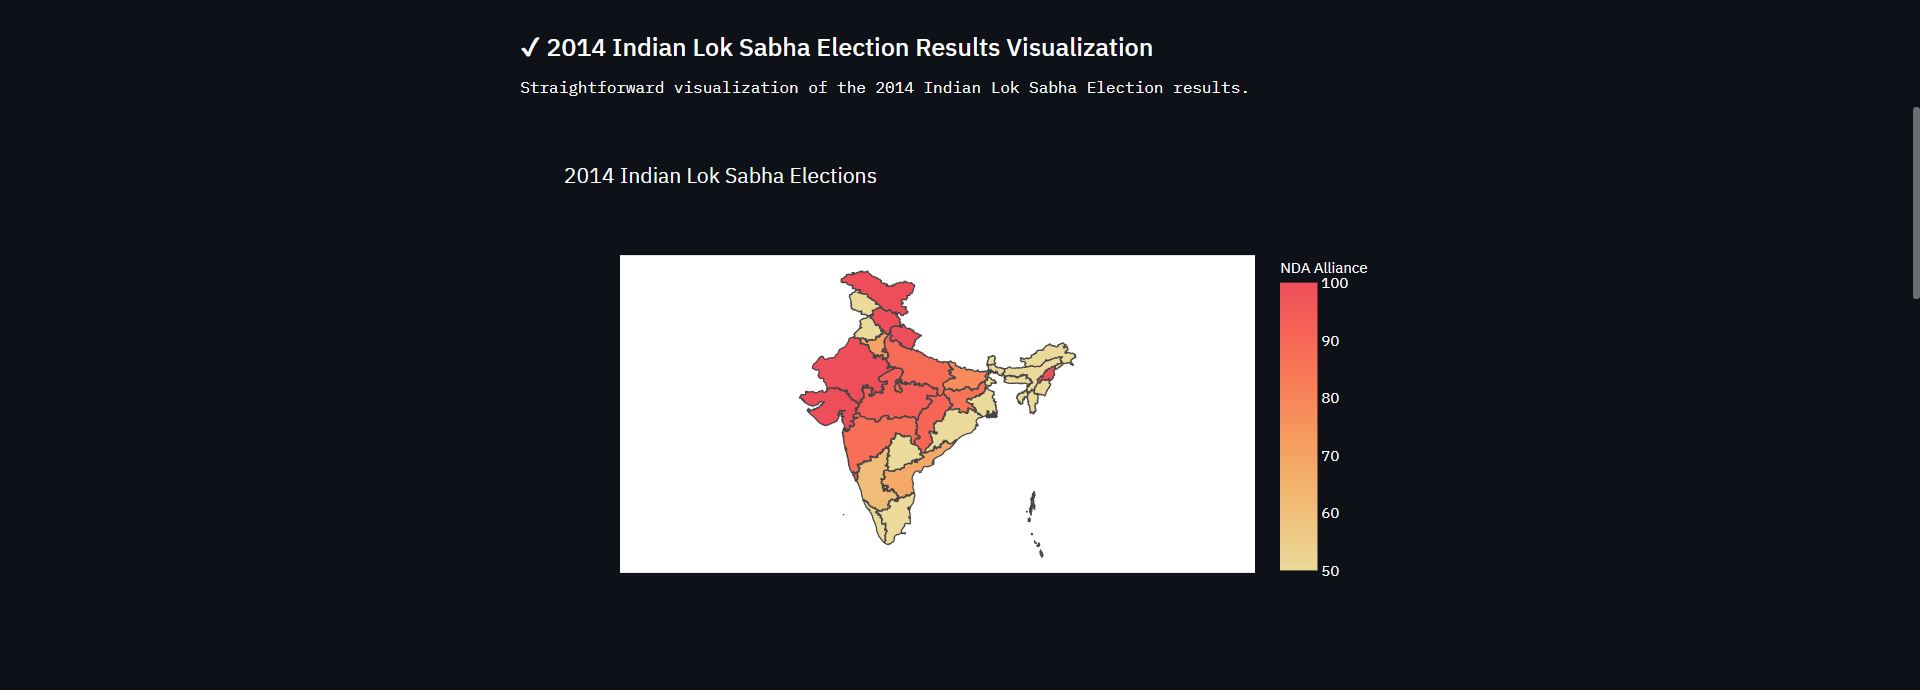 ✓ 2014 Indian Lok Sabha Election Results Visualization
Straightforward visualization of the 2014 Indian Lok Sabha Election results.
2014 Indian Lok Sabha Elections
NDA Alliance
100
90
80
70
60
50